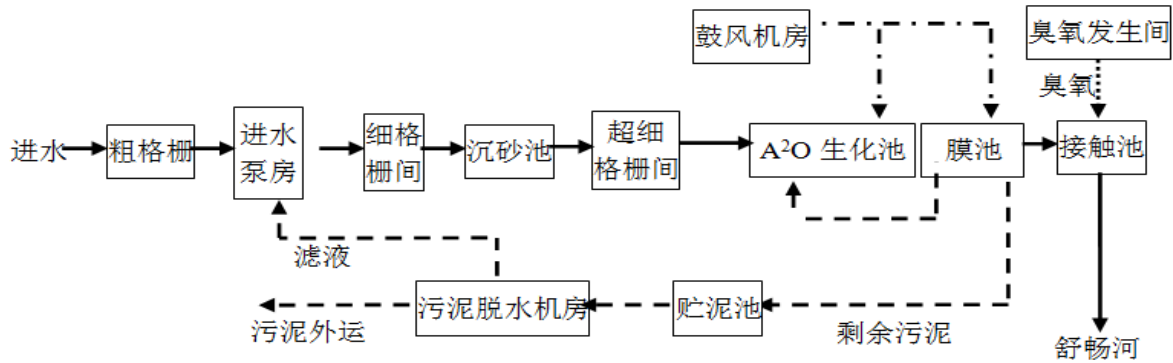 鼓风机房
臭氧发生间
臭氧
进水
粗格栅
进水
泵房
细格
栅间
沉砂池
超细
格栅间
A²O 生化池
膜池
接触池
滤液
污泥外运
污泥脱水机房
贮泥池
剩余污泥
舒畅河